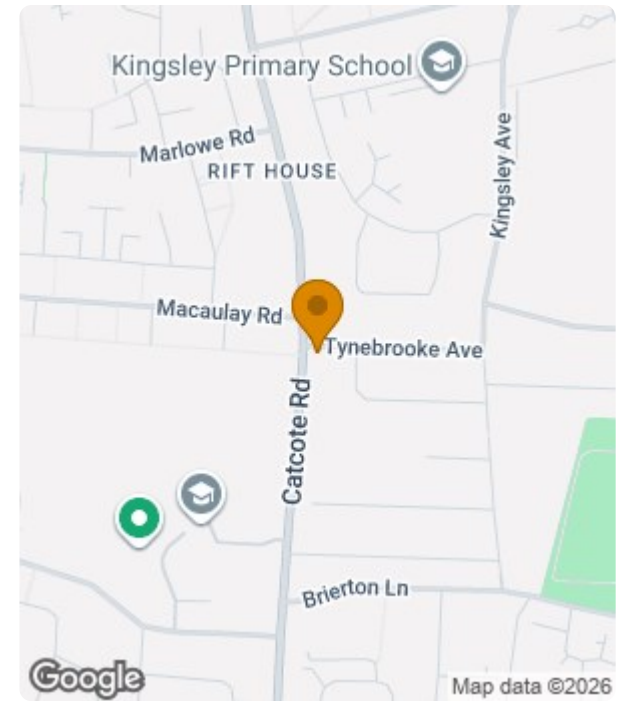 Kingsley Primary School
Marlowe Rd
RIFT HOUSE
Kingsley Ave
Macaulay Rd
Tynebrooke Ave
Catcote Rd
Brierton Ln
Google
Map data ©2026